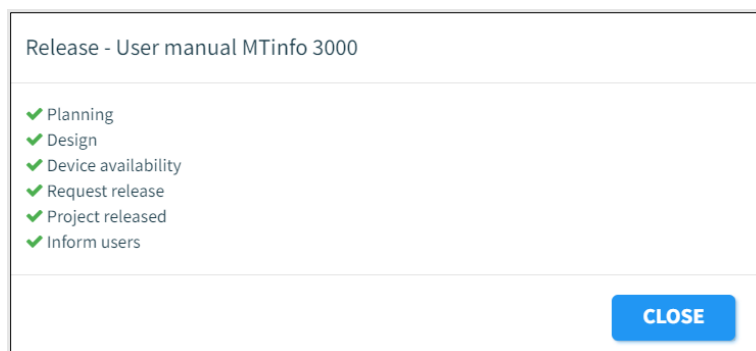 Release - User manual MTinfo 3000
Planning
Design
Device availability
Request release
Project released
Inform users
CLOSE